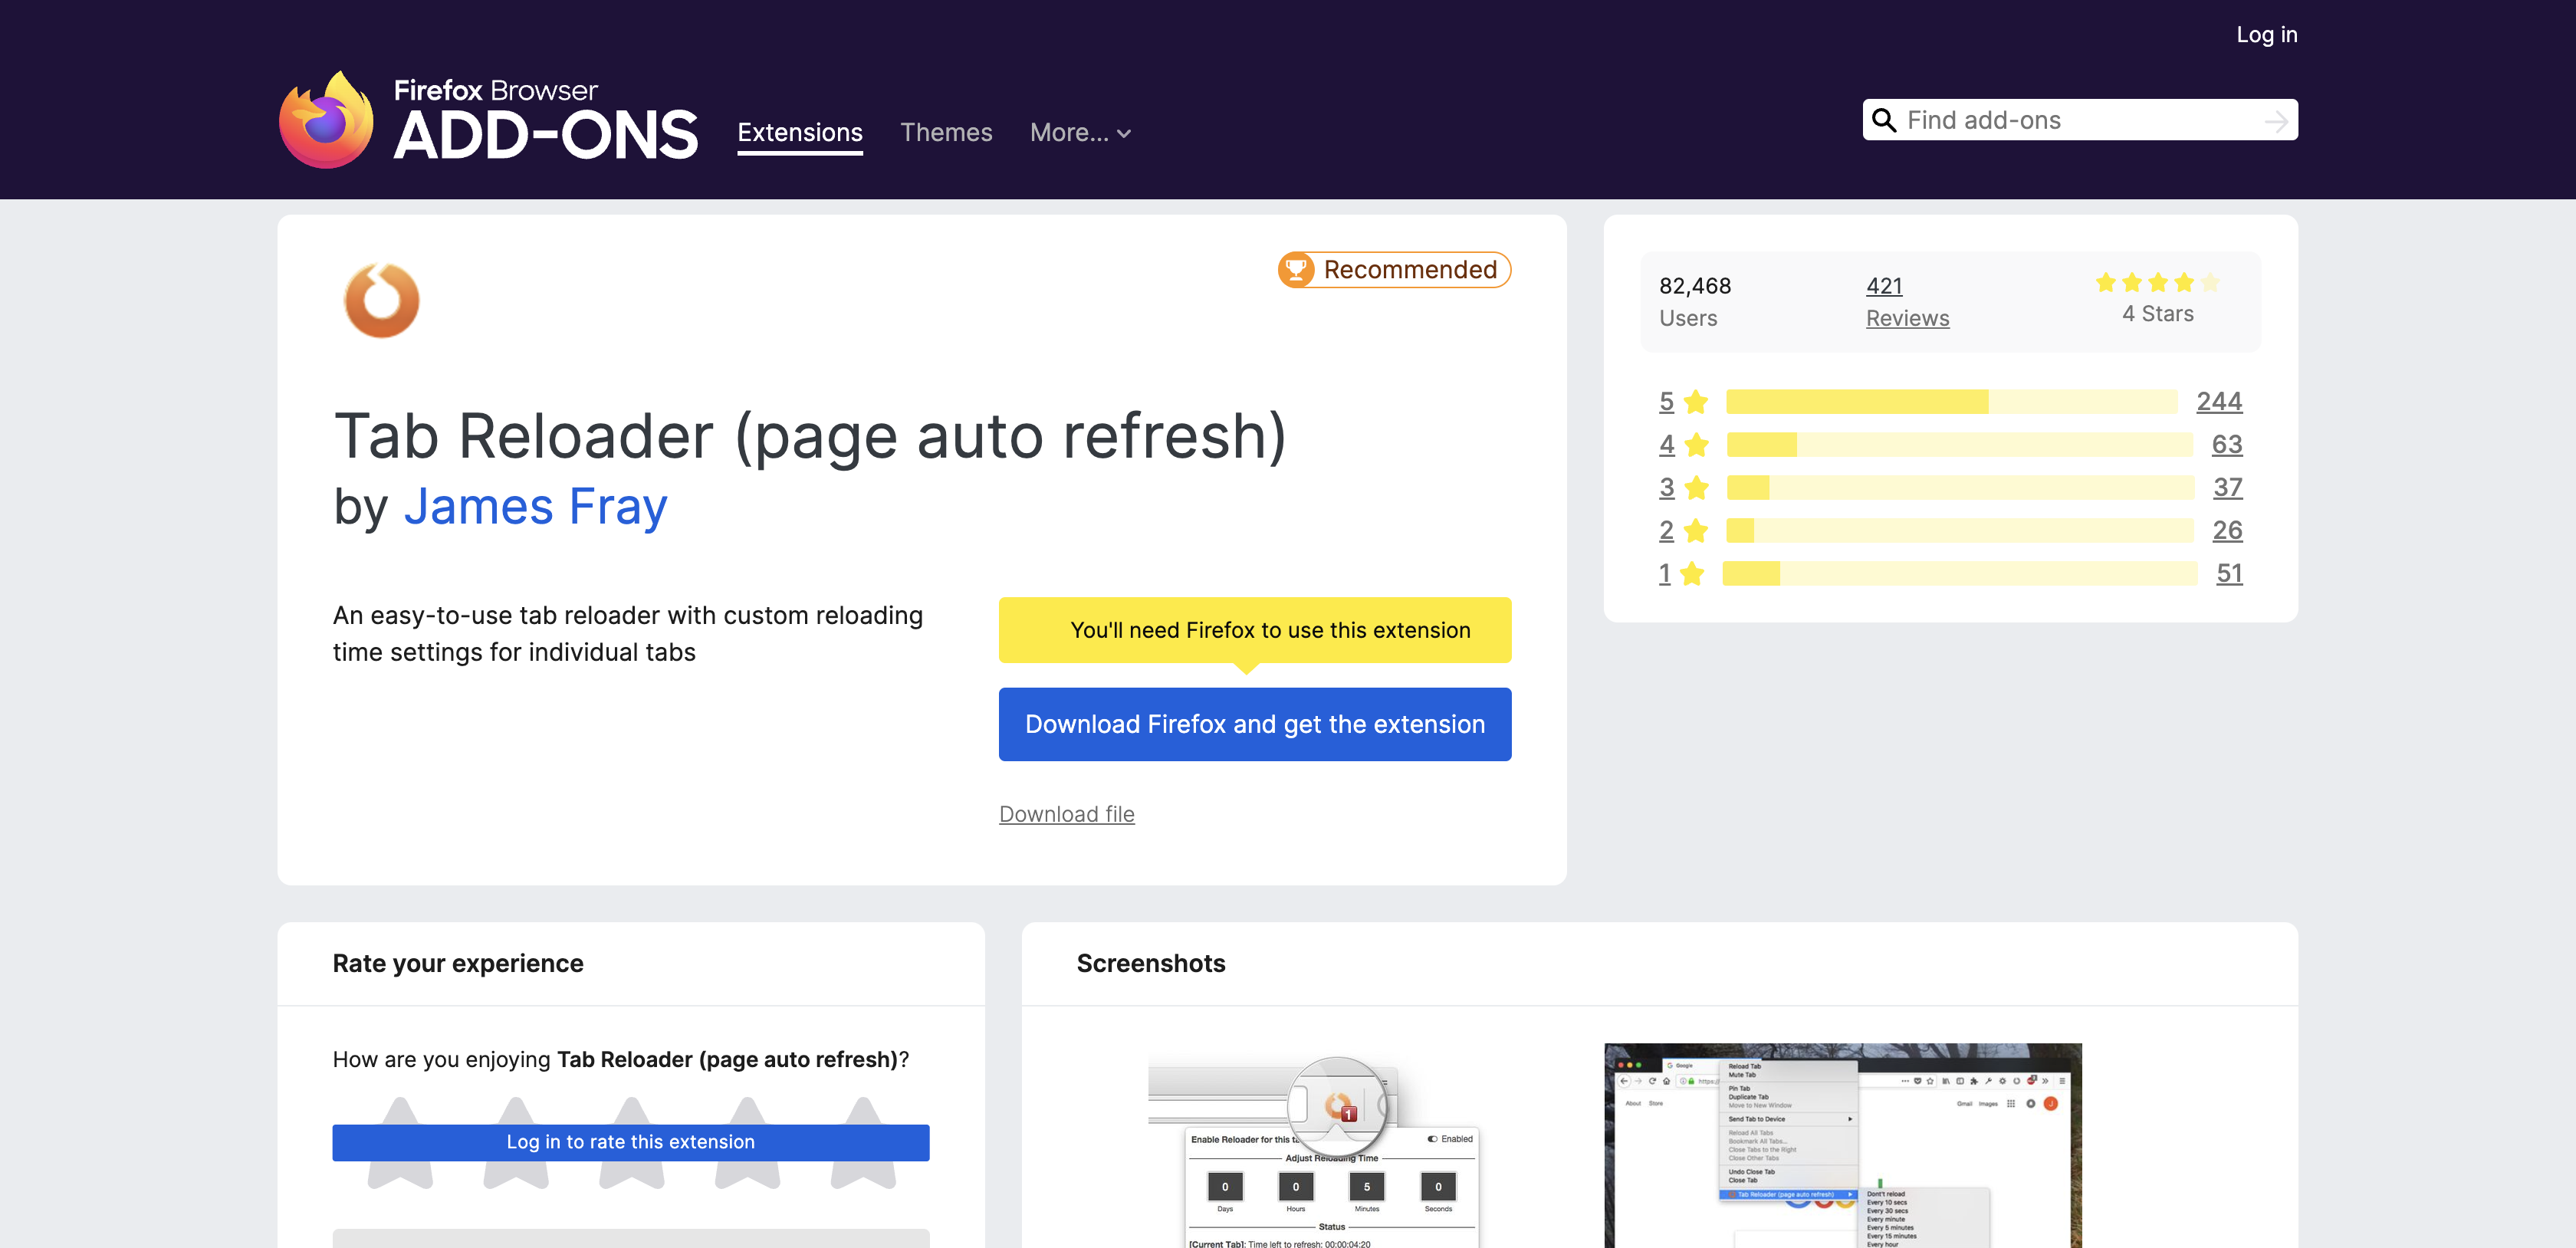 Log in
Firefox Browser
ADD-ONS
Extensions
Themes
More...
Find add-ons
Recommended
Tab Reloader (page auto refresh)
by James Fray
An easy-to-use tab reloader with custom reloading
time settings for individual tabs
You'll need Firefox to use this extension
Download Firefox and get the extension
Download file
82,468
Users
421
Reviews
4 Stars
5 244
4 63
3 37
2 26
1 51
Rate your experience
How are you enjoying Tab Reloader (page auto refresh)?
Log in to rate this extension
Screenshots
1
Enable Reloader for this
Enabled
Adjust Reloading Time
0 0 5 0
Days Hours Minutes Seconds
Status
[Current Tab]: Time left to refresh: 00:00:04:20
Google
https://
About Store
Gmail Images
J
Reload Tab
Mute Tab
Pin Tab
Duplicate Tab
Move to New Window
Send Tab to Device
Reload All Tabs
Bookmark All Tabs...
Close Tabs to the Right
Close Other Tabs
Undo Close Tab
Close Tab
Tab Reloader (page auto refresh)
Don't reload
Every 10 secs
Every 30 secs
Every minute
Every 5 minutes
Every 15 minutes
Every hour